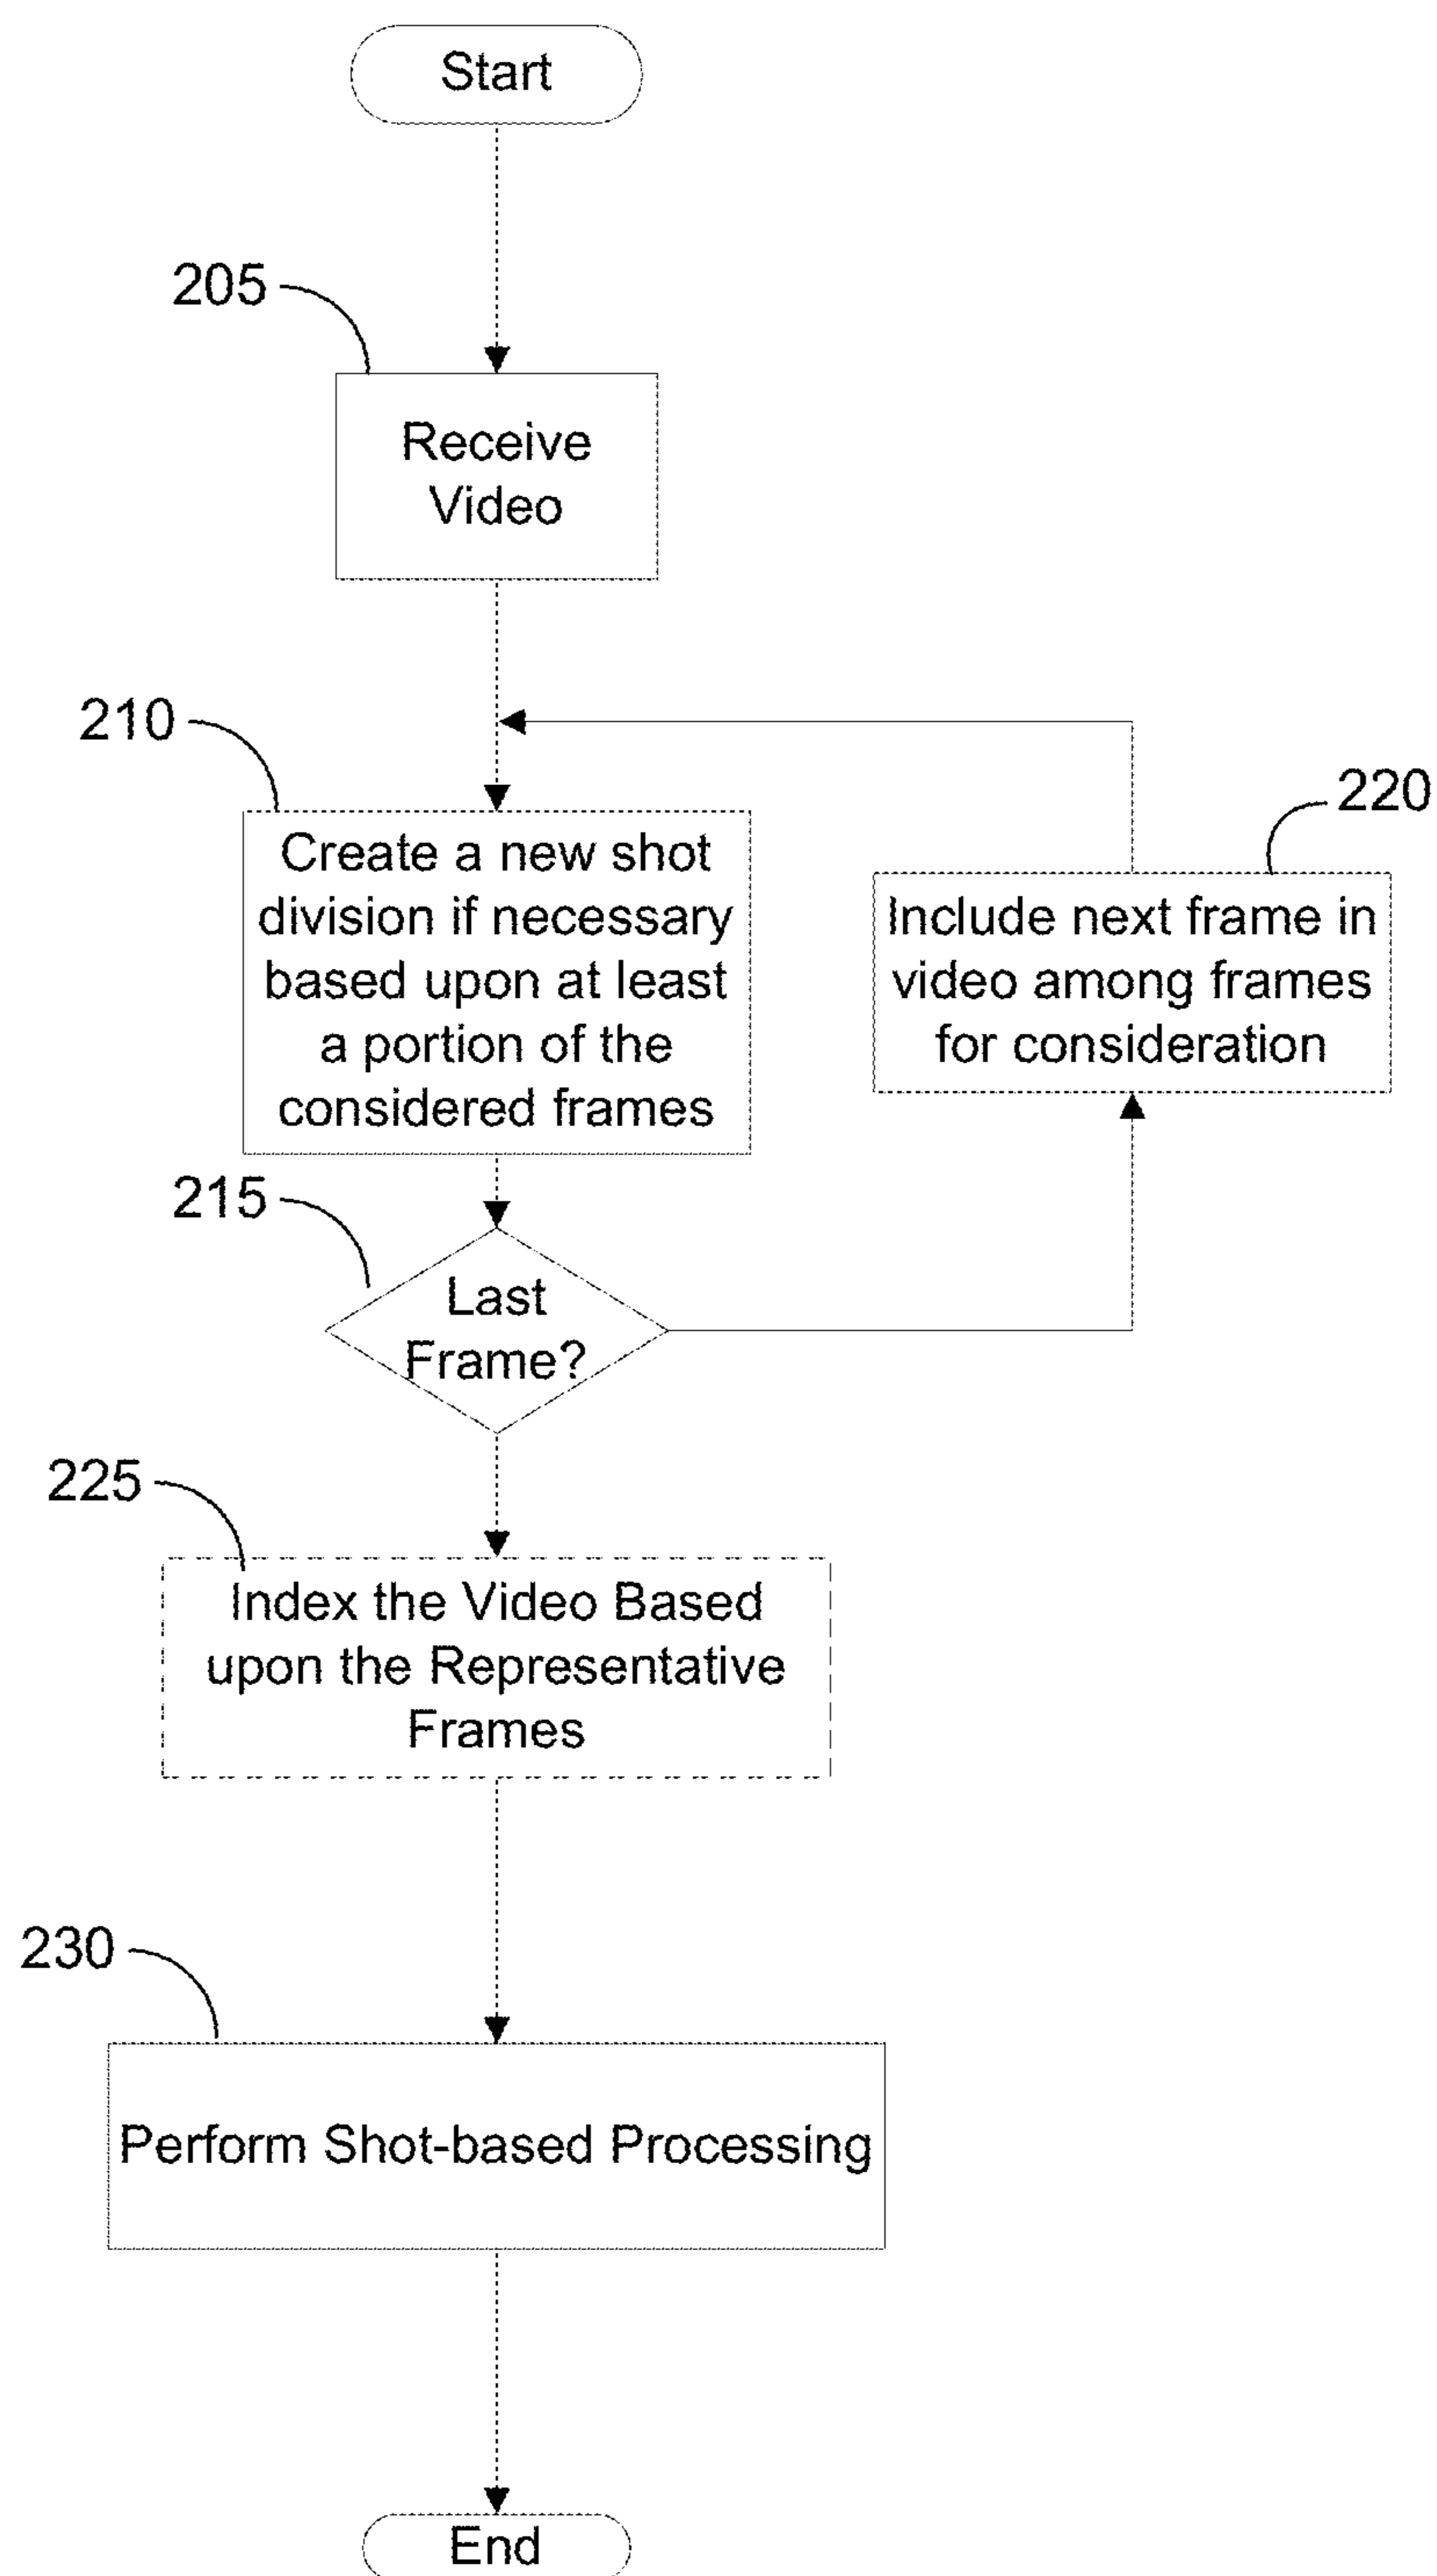 Start
205
Receive
Video
210
Create a new shot
division if necessary
based upon at least
a portion of the
considered frames
220
Include next frame in
video among frames
for consideration
215
Last
Frame?
225
Index the Video Based
upon the Representative
Frames
230
Perform Shot-based Processing
End